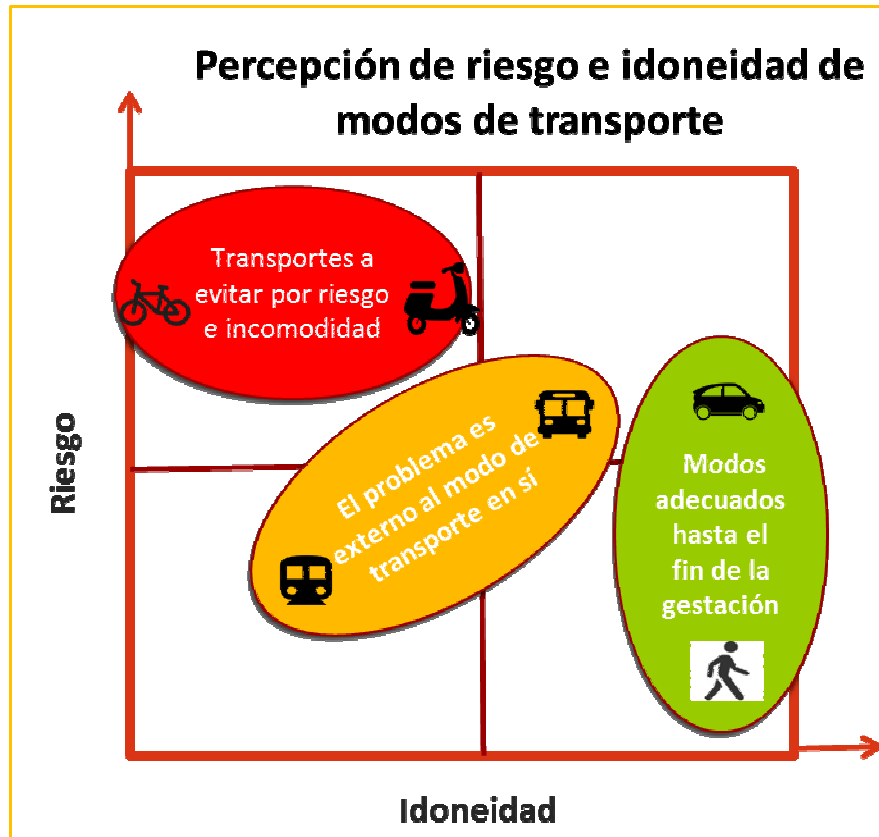 Percepción de riesgo e idoneidad de
modos de transporte
Transportes a
evitar por riesgo
e incomodidad
El problema es
externo al modo de
transporte en sí
Modos
adecuados
hasta el
fin de la
gestación
Riesgo
Idoneidad